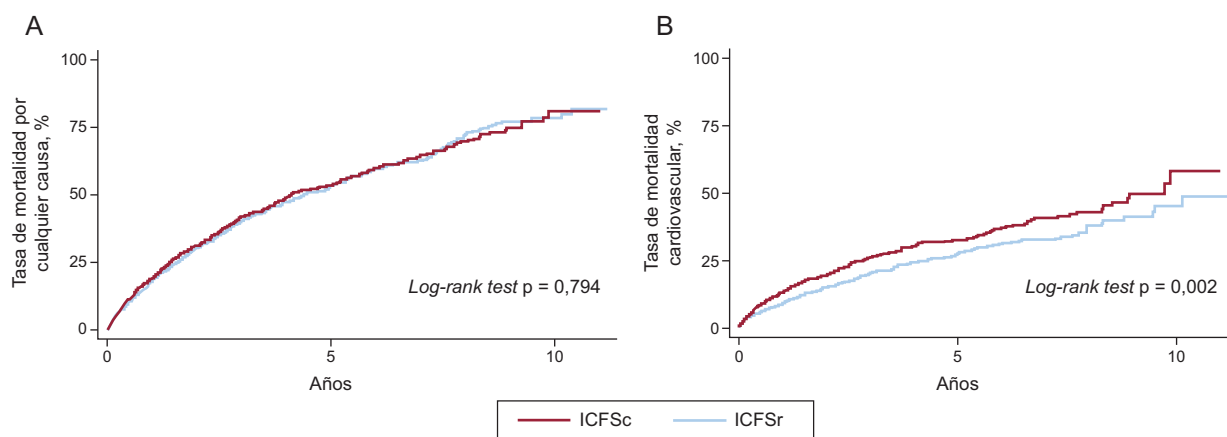 A
Tasa de mortalidad por
cualquier causa, %
100
75
50
25
0
Log-rank test p = 0,794
0
5
10
Años
B
Tasa de mortalidad
cardiovascular, %
100
75
50
25
0
Log-rank test p = 0,002
0
5
10
Años
ICFSc
ICFSr